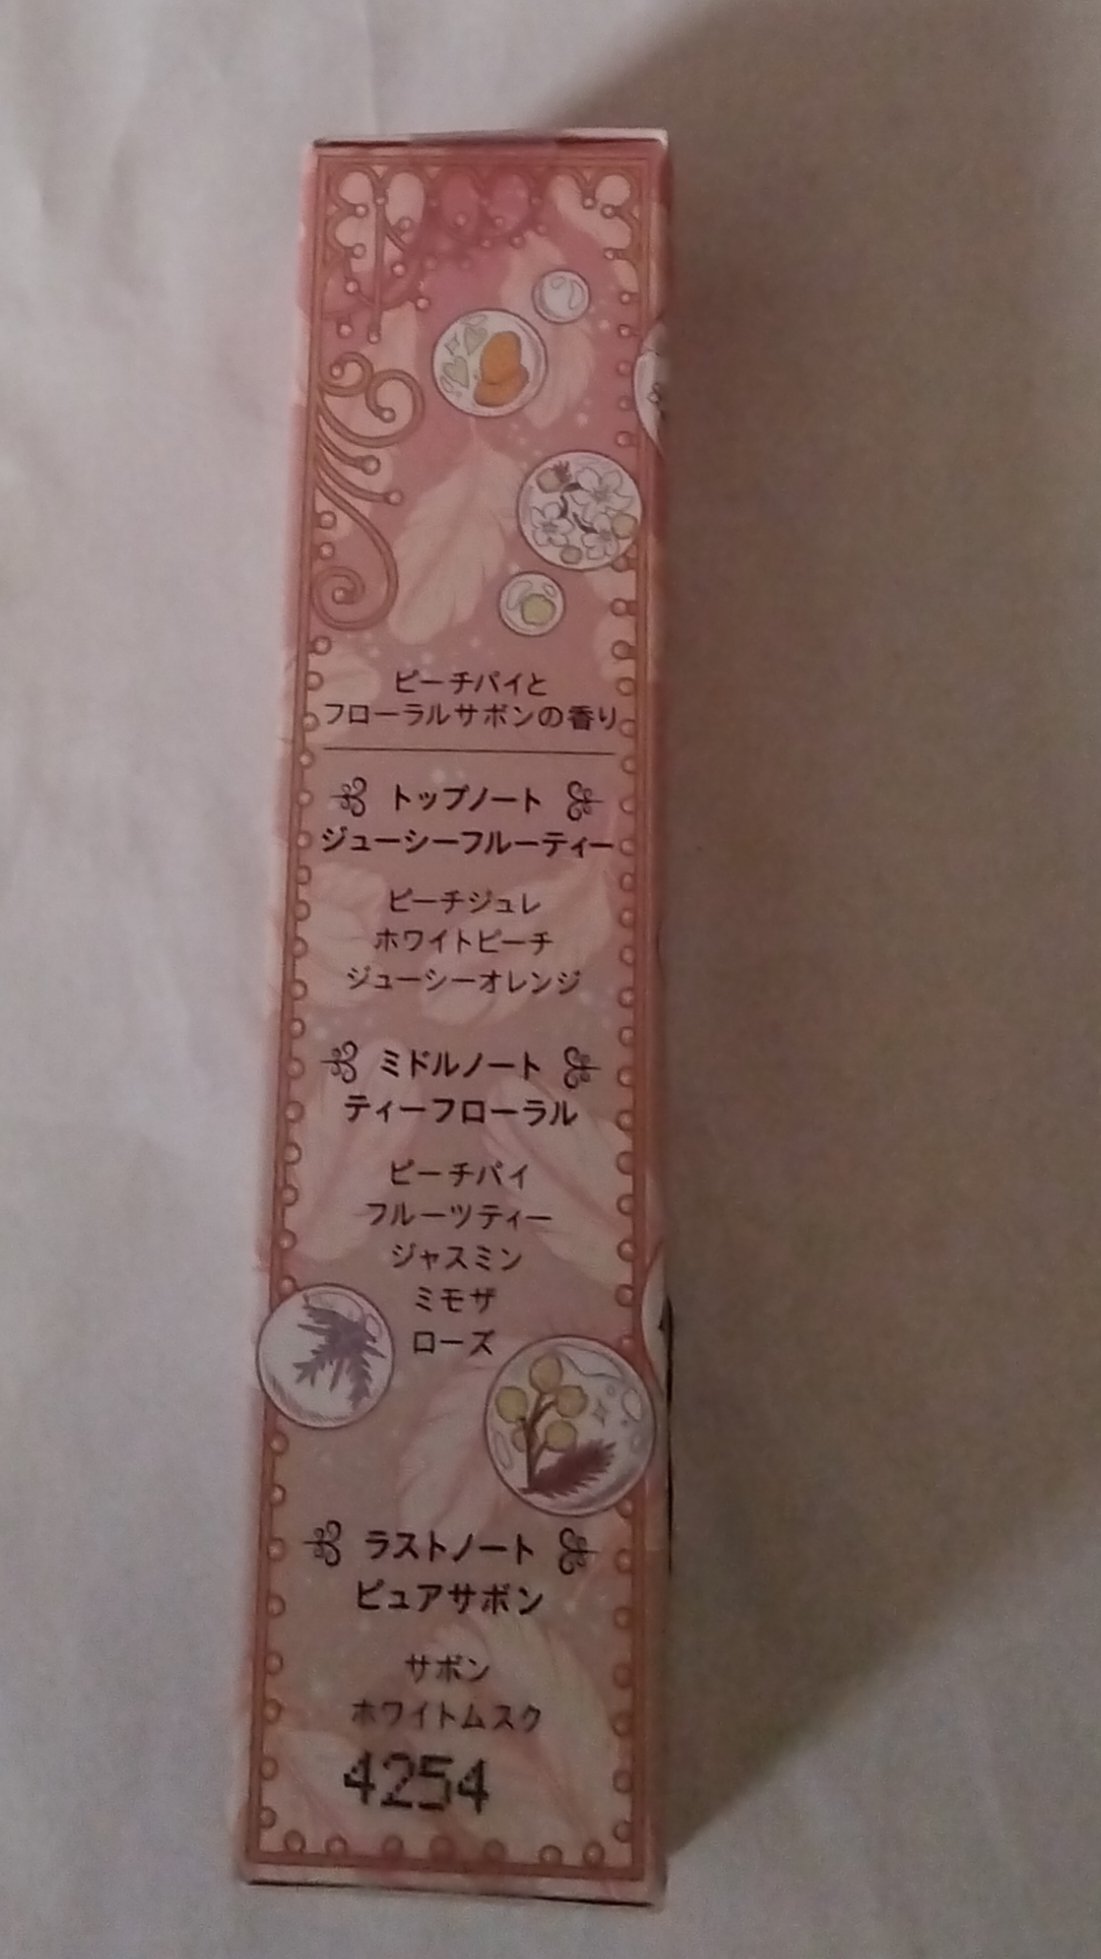 ピーチパイと
フローラルサボンの香り
トップノート
ジューシーフルーティー
ピーチジュレ
ホワイトピーチ
ジューシーオレンジ
ミドルノート
ティーフローラル
ピーチパイ
フルーツティー
ジャスミン
ミモザ
ローズ
ラストノート
ピュアサボン
サボン
ホワイトムスク
4254